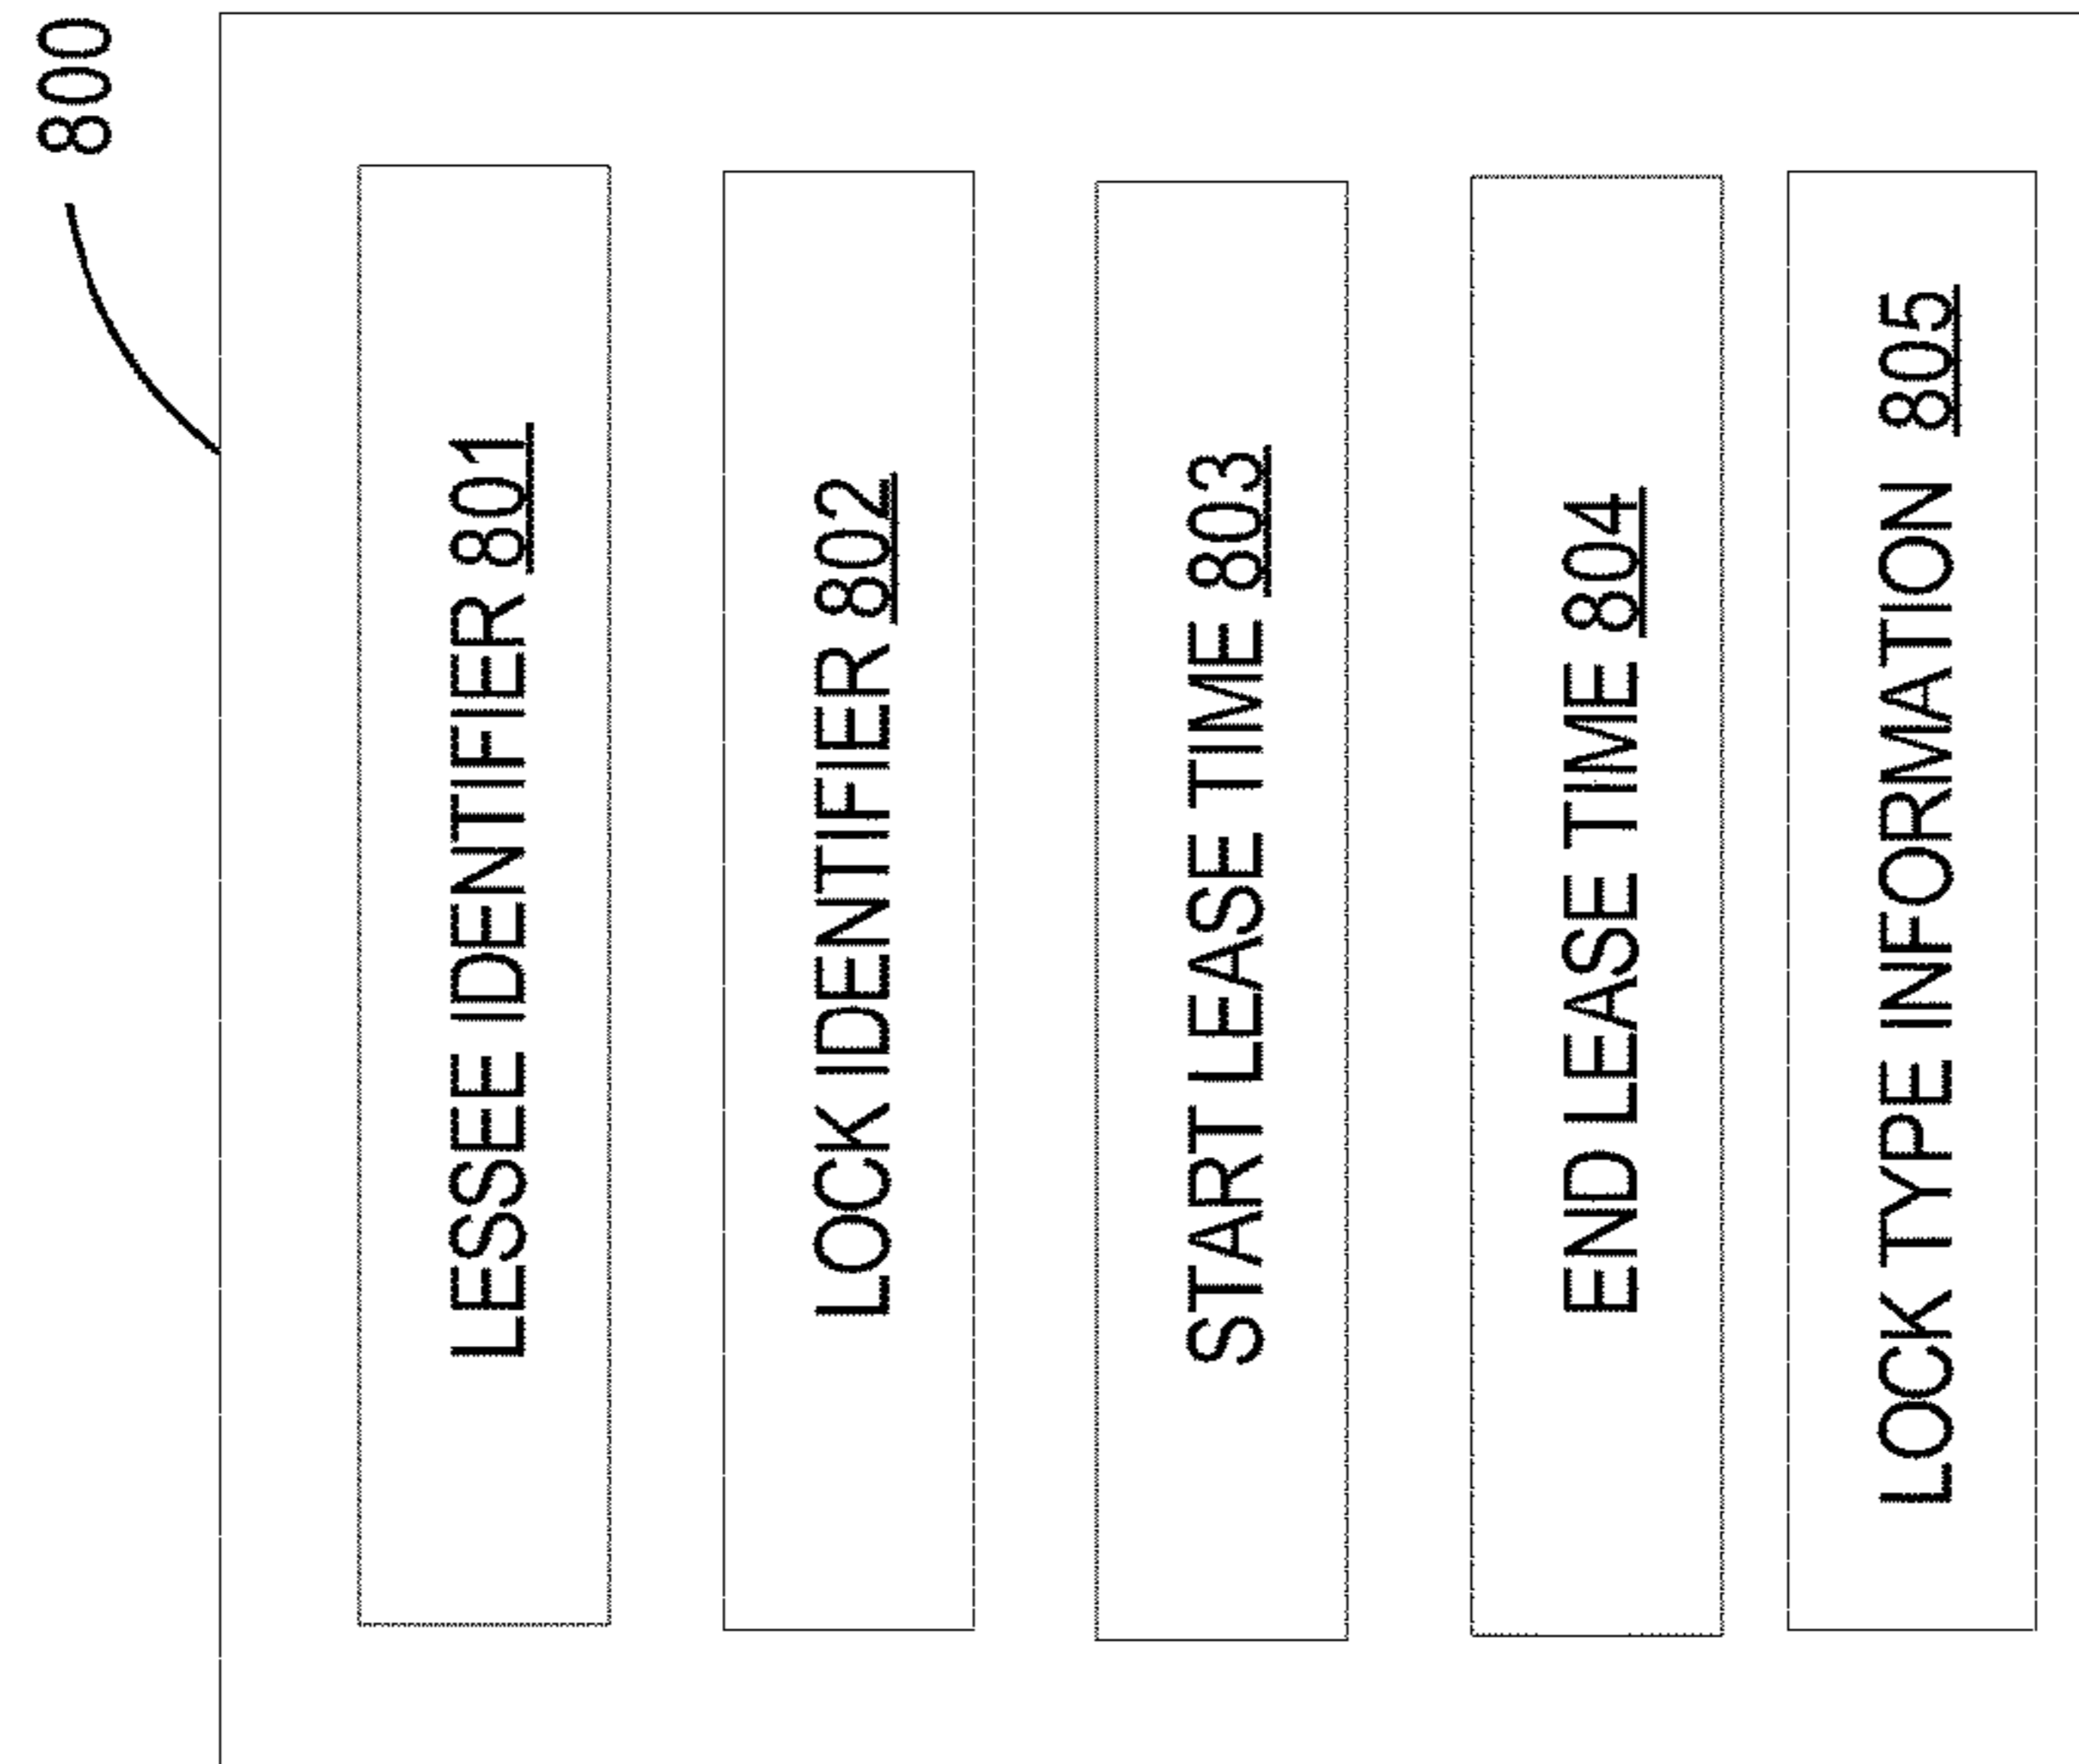 800
LESSEE IDENTIFIER 801
LOCK IDENTIFIER 802
START LEASE TIME 803
END LEASE TIME 804
LOCK TYPE INFORMATION 805